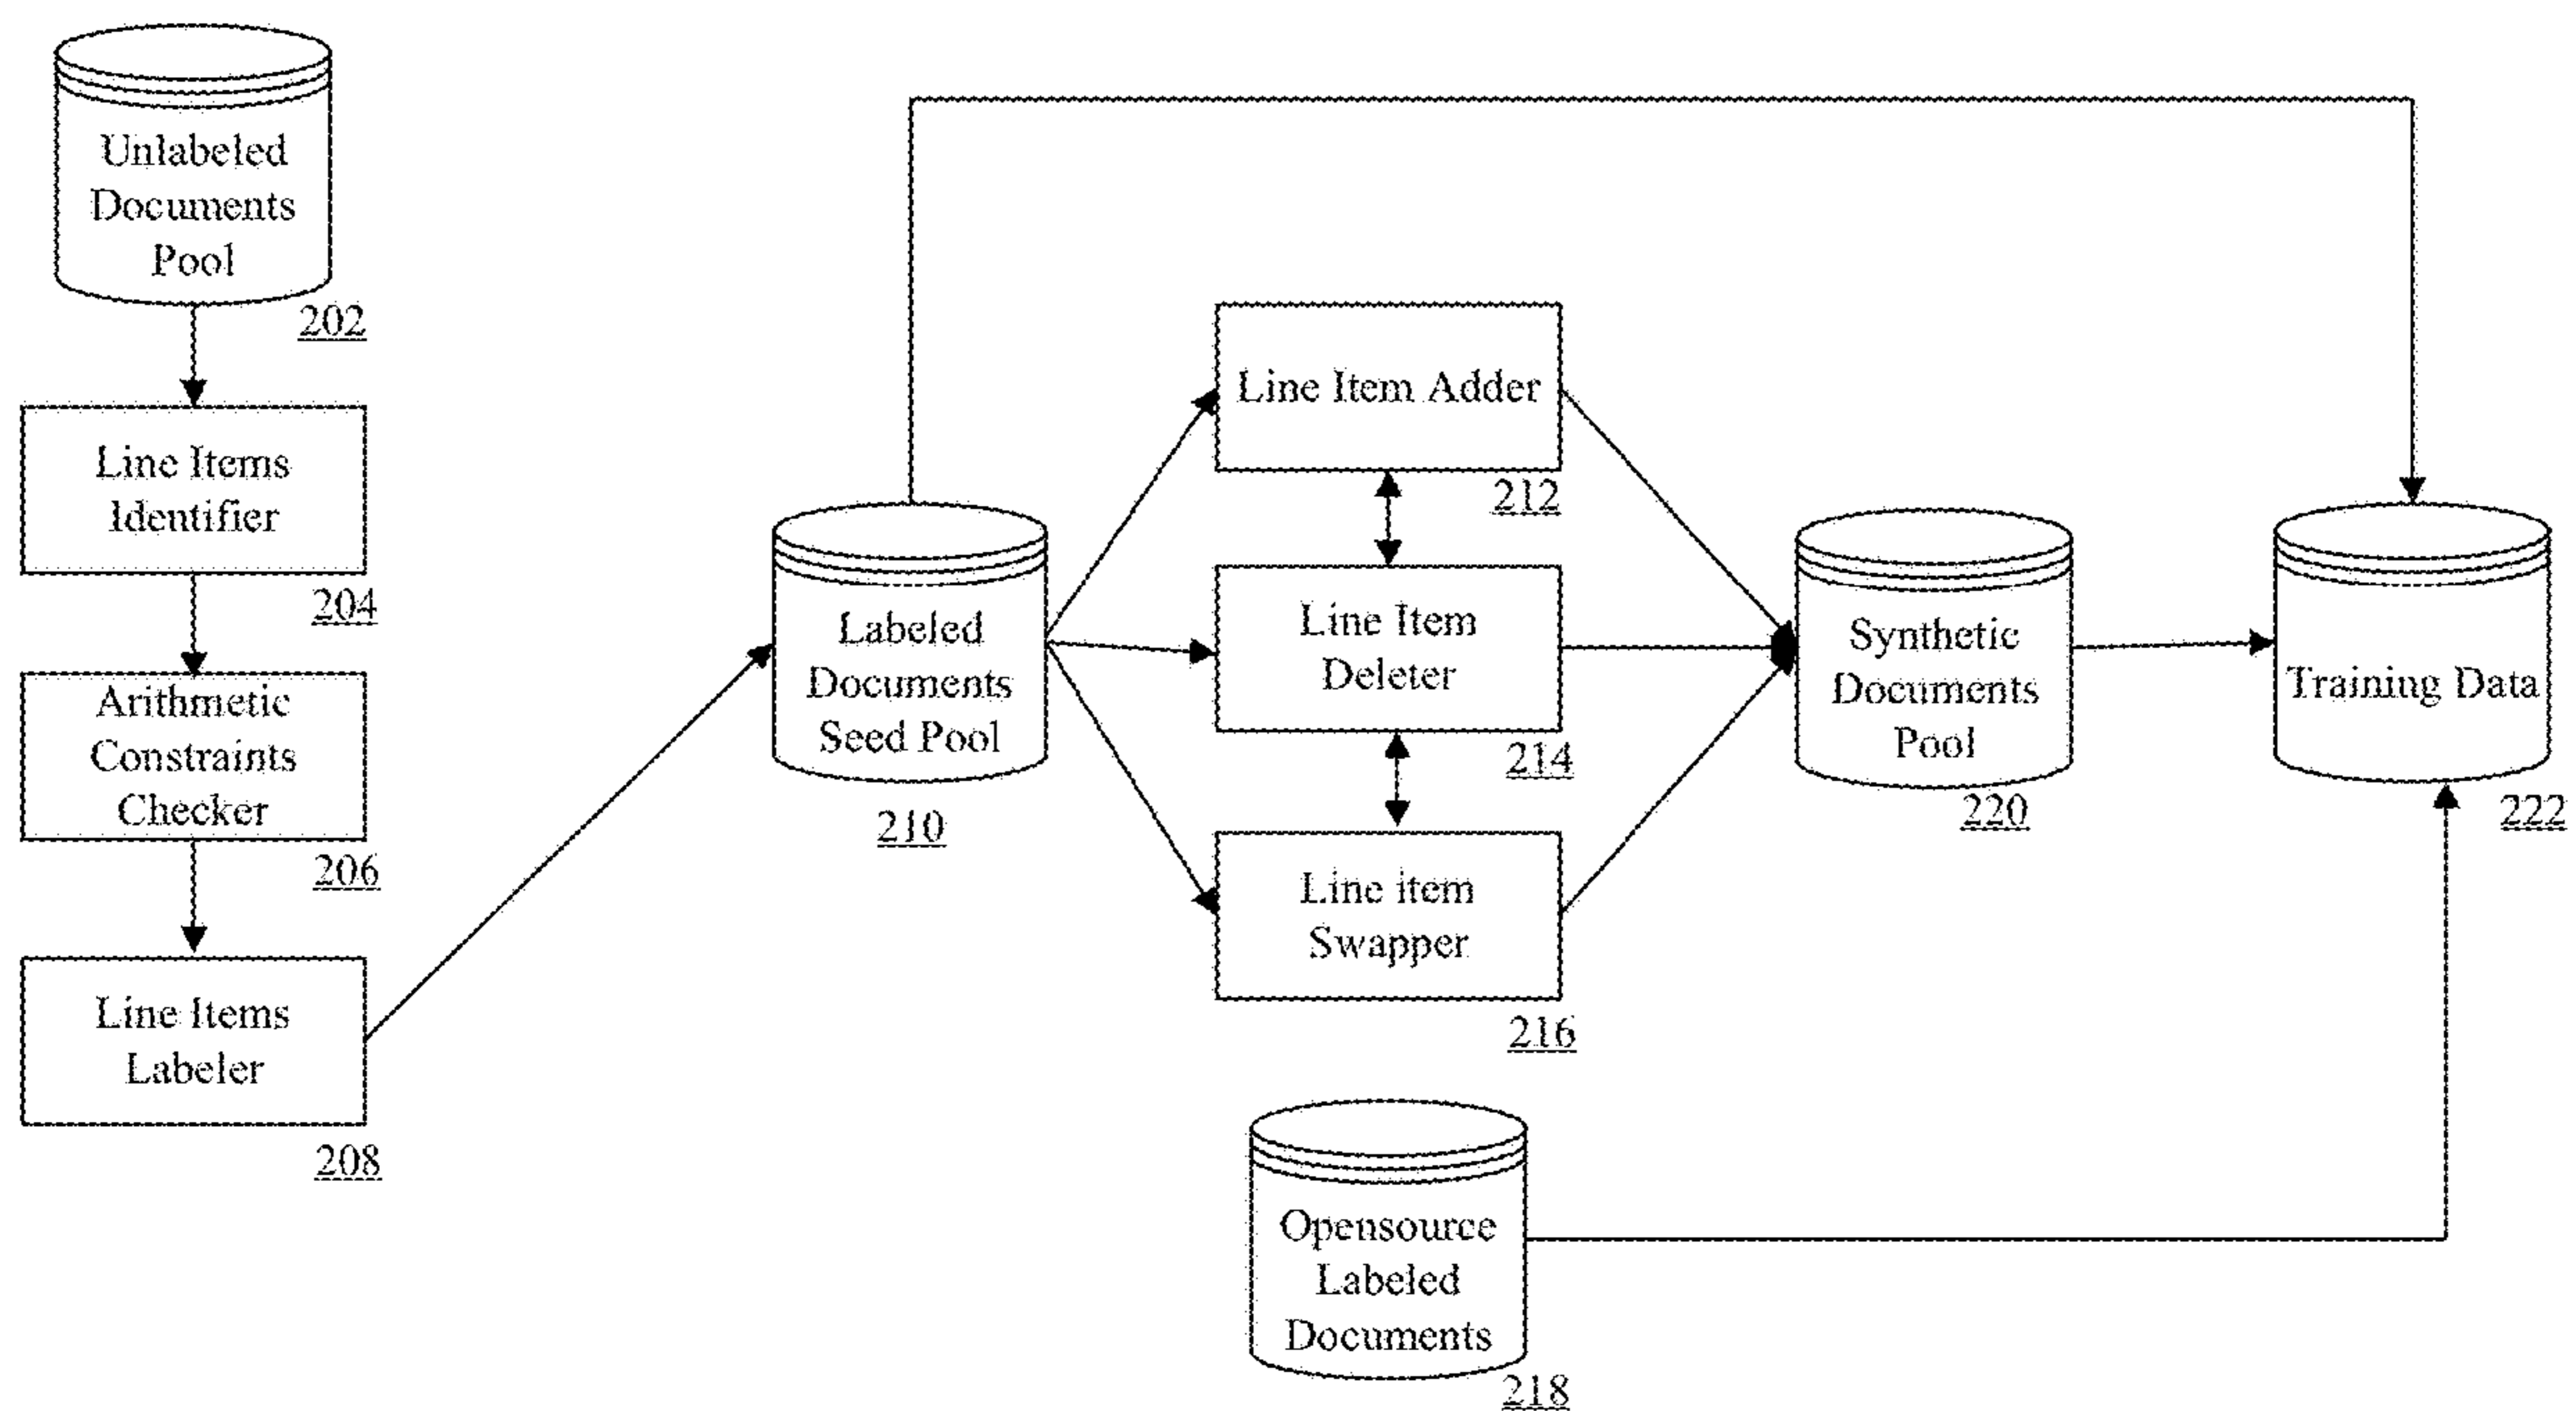 Unlabeled
Documents
Pool
202
Line Items
Identifier
204
Arithmetic
Constraints
Checker
206
Line Items
Labeler
208
Labeled
Documents
Seed Pool
210
Line Item Adder
212
Line Item
Deleter
214
Line item
Swapper
216
Opensource
Labeled
Documents
218
Synthetic
Documents
Pool
220
Training Data
222